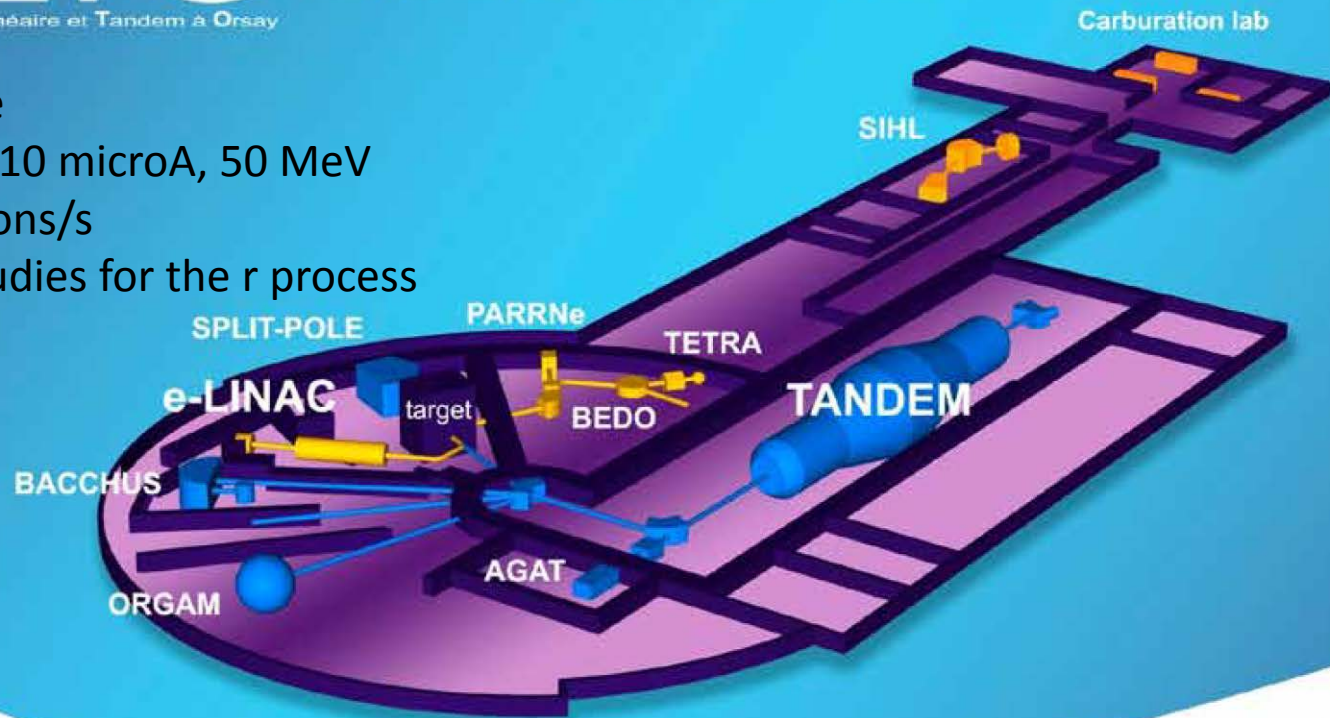 néaire et Tandem à Orsay
Carburation lab
10 microA, 50 MeV
ons/s
udies for the r process
SIHL
SPLIT-POLE
PARRNe
TETRA
e-LINAC
target
BEDO
TANDEM
BACCHUS
AGAT
ORGAM